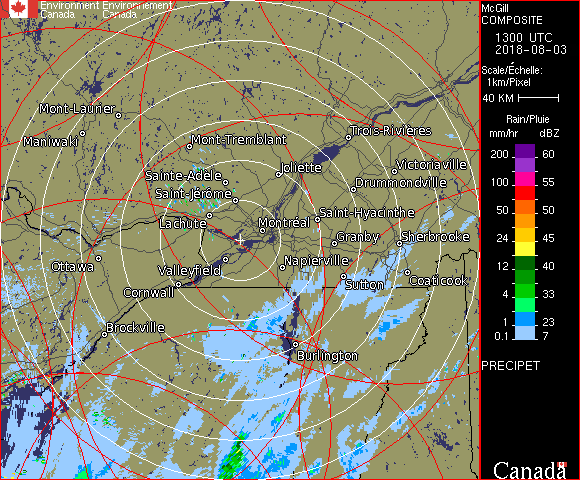 Environment Environnement
Canada Canada
Mont-Laurier
Maniwaki
Mont-Tremblant
Trois-Rivières
Sainte-Adèle
Joliette
Victoriaville
Saint-Jérôme
Drummondville
Lachute
Montréal
Saint-Hyacinthe
Granby
Sherbrooke
Ottawa
Valleyfield
Napierville
Cornwall
Sutton
Coaticook
Brockville
Burlington
McGill
COMPOSITE
1300 UTC
2018-08-03
Scale/Échelle:
1km/Pixel
40 KM
Rain/Pluie
mm/hr dBZ
200 60
100 55
50 50
24 45
12 40
4 33
1 23
0.1 7
PRECIPET
Canada